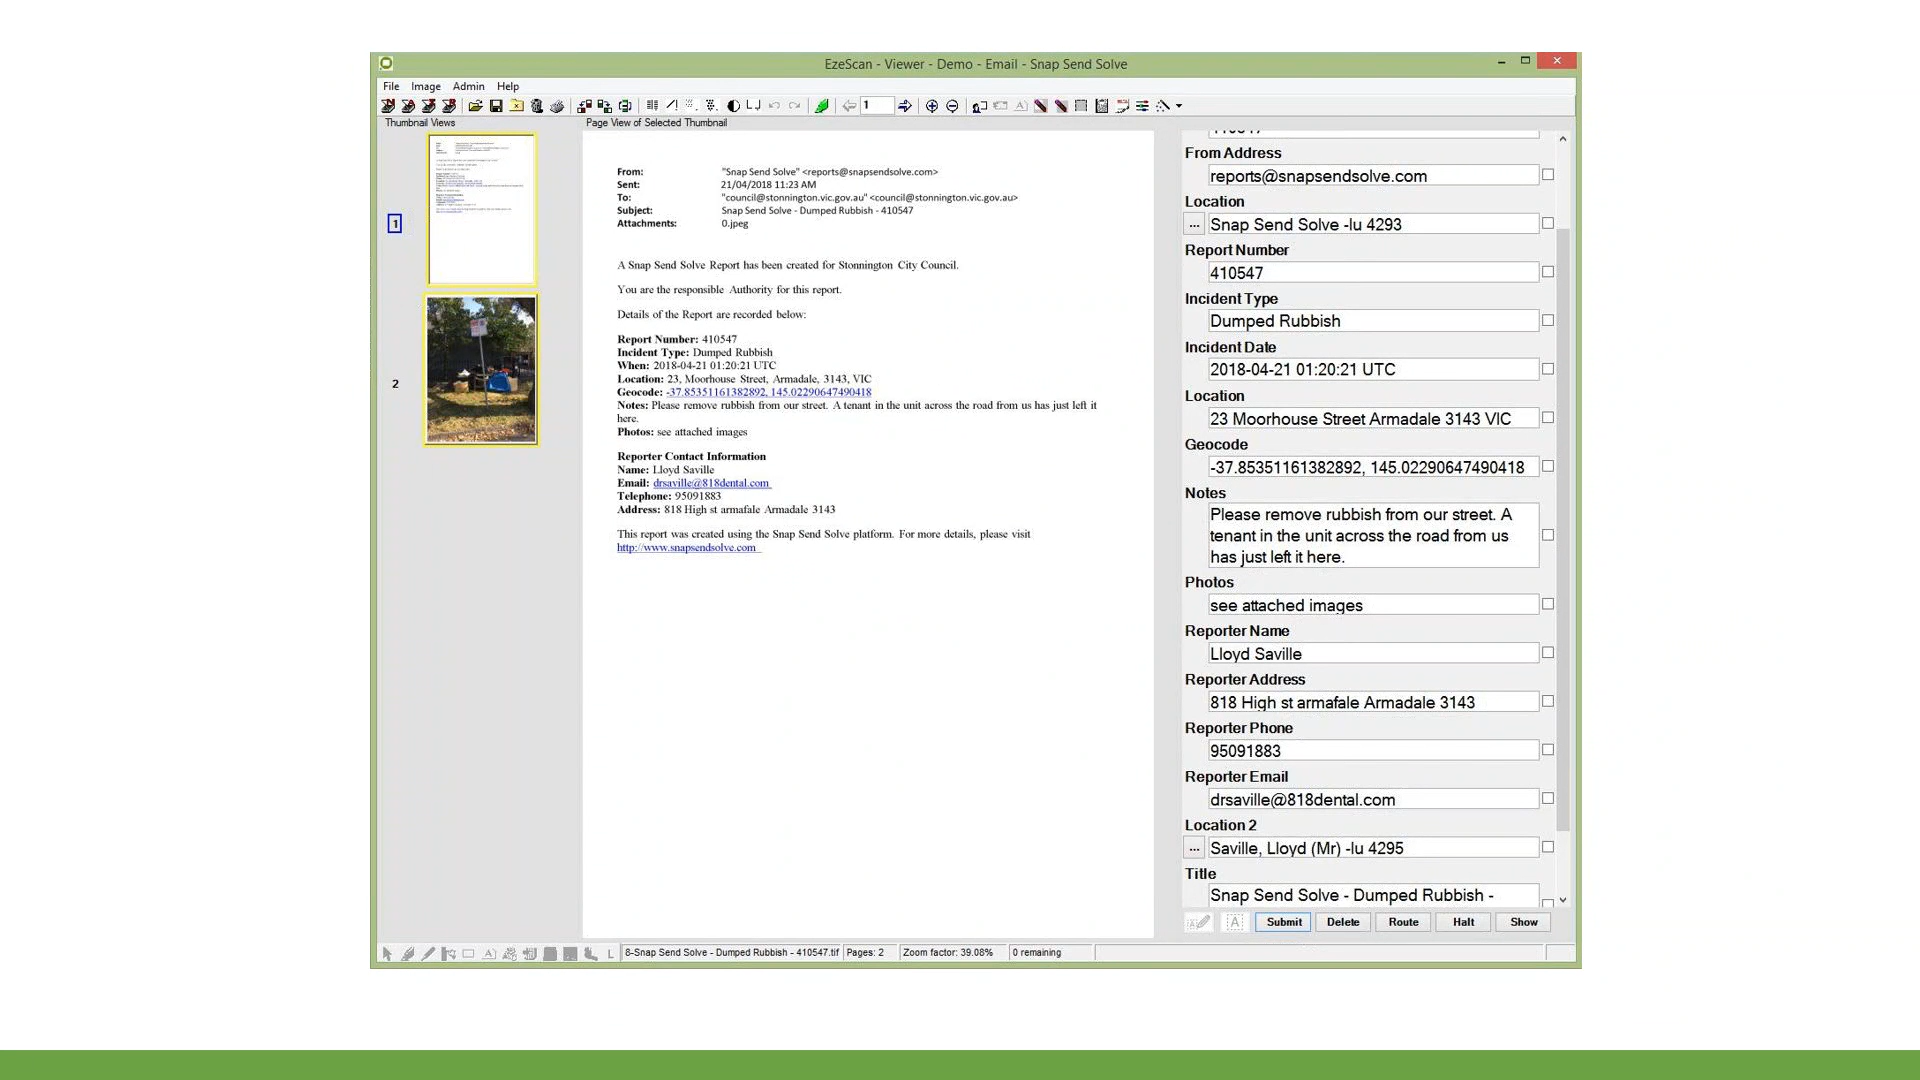 EzeScan - Viewer - Demo - Email - Snap Send Solve
File Image Admin Help
1
Thumbnail Views
Page View of Selected Thumbnail
1
2
From: "Snap Send Solve" <reports@snapsendsolve.com>
Sent: 21/04/2018 11:23 AM
To: "council@stonnington.vic.gov.au" <council@stonnington.vic.gov.au>
Subject: Snap Send Solve - Dumped Rubbish - 410547
Attachments: 0.jpeg
A Snap Send Solve Report has been created for Stonnington City Council.
You are the responsible Authority for this report.
Details of the Report are recorded below:
Report Number: 410547
Incident Type: Dumped Rubbish
When: 2018-04-21 01:20:21 UTC
Location: 23, Moorhouse Street, Armadale, 3143, VIC
Geocode: -37.85351161382892, 145.02290647490418
Notes: Please remove rubbish from our street. A tenant in the unit across the road from us has just left it
here.
Photos: see attached images
Reporter Contact Information
Name: Lloyd Saville
Email: drsaville@818dental.com
Telephone: 95091883
Address: 818 High st armafale Armadale 3143
This report was created using the Snap Send Solve platform. For more details, please visit
http://www.snapsendsolve.com
From Address
reports@snapsendsolve.com
Location
... Snap Send Solve -lu 4293
Report Number
410547
Incident Type
Dumped Rubbish
Incident Date
2018-04-21 01:20:21 UTC
Location
23 Moorhouse Street Armadale 3143 VIC
Geocode
-37.85351161382892, 145.02290647490418
Notes
Please remove rubbish from our street. A
tenant in the unit across the road from us
has just left it here.
Photos
see attached images
Reporter Name
Lloyd Saville
Reporter Address
818 High st armafale Armadale 3143
Reporter Phone
95091883
Reporter Email
drsaville@818dental.com
Location 2
... Saville, Lloyd (Mr) -lu 4295
Title
Snap Send Solve - Dumped Rubbish -
Submit Delete Route Halt Show
8-Snap Send Solve - Dumped Rubbish - 410547.tif Pages: 2 Zoom factor: 39.08% 0 remaining